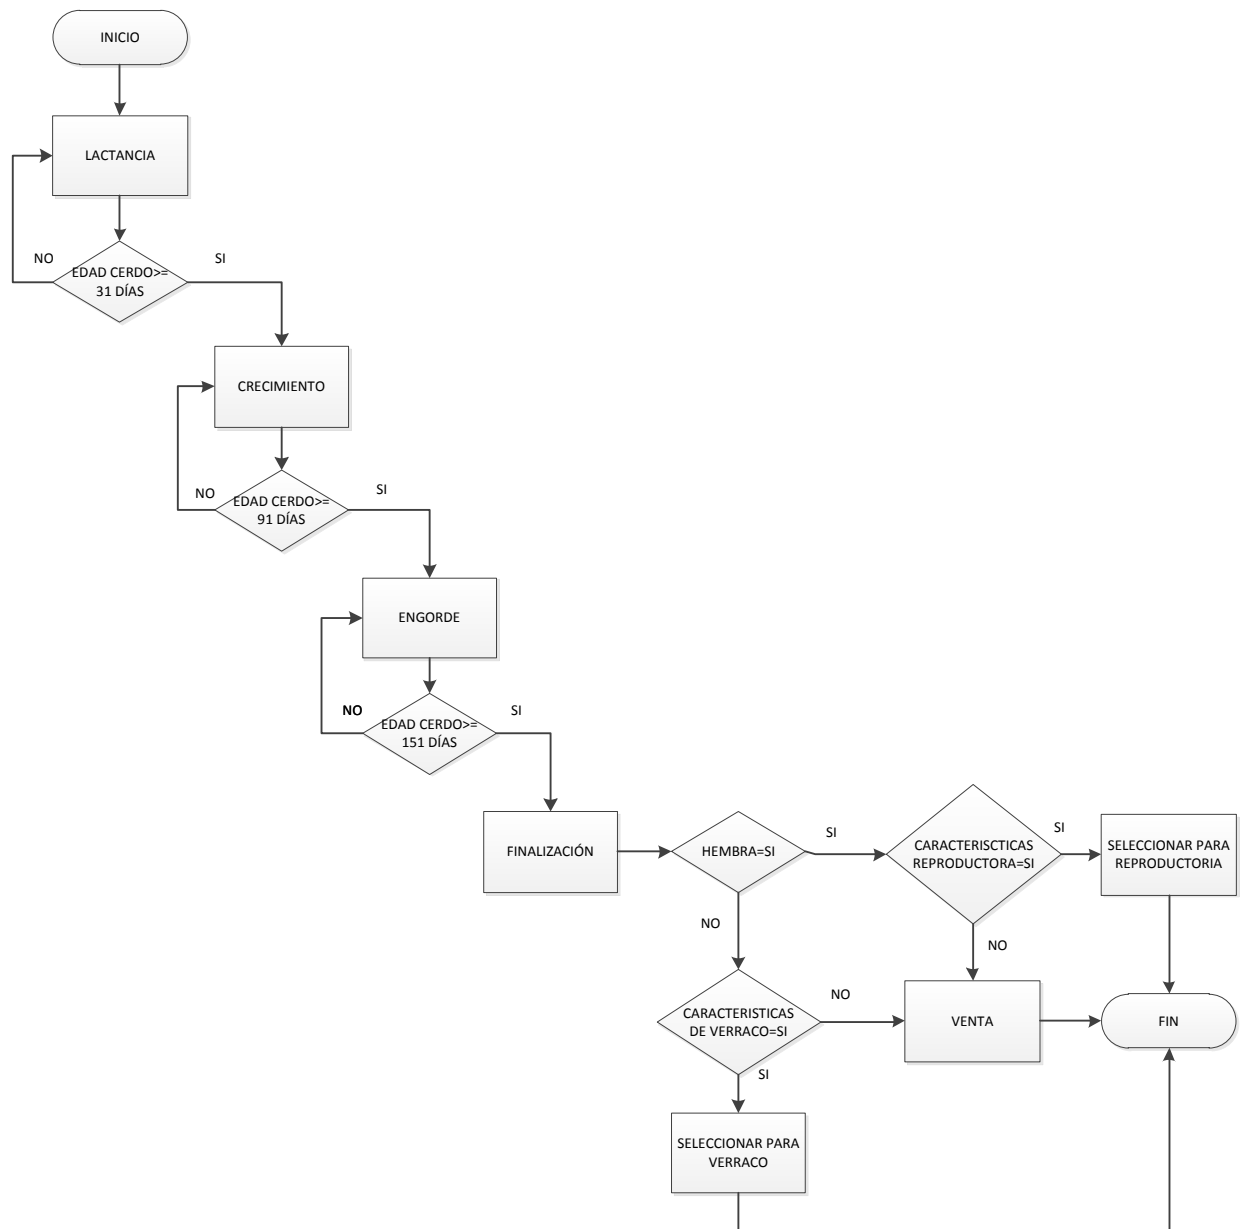 INICIO
LACTANCIA
NO
SI
EDAD CERDO>=
31 DÍAS
CRECIMIENTO
NO
SI
EDAD CERDO>=
91 DÍAS
ENGORDE
NO
SI
EDAD CERDO>=
151 DÍAS
FINALIZACIÓN
HEMBRA=SI
SI
CARACTERISCTICAS
REPRODUCTORA=SI
SI
SELECCIONAR PARA
REPRODUCTORIA
NO
NO
CARACTERISTICAS
DE VERRACO=SI
NO
VENTA
FIN
SI
SELECCIONAR PARA
VERRACO